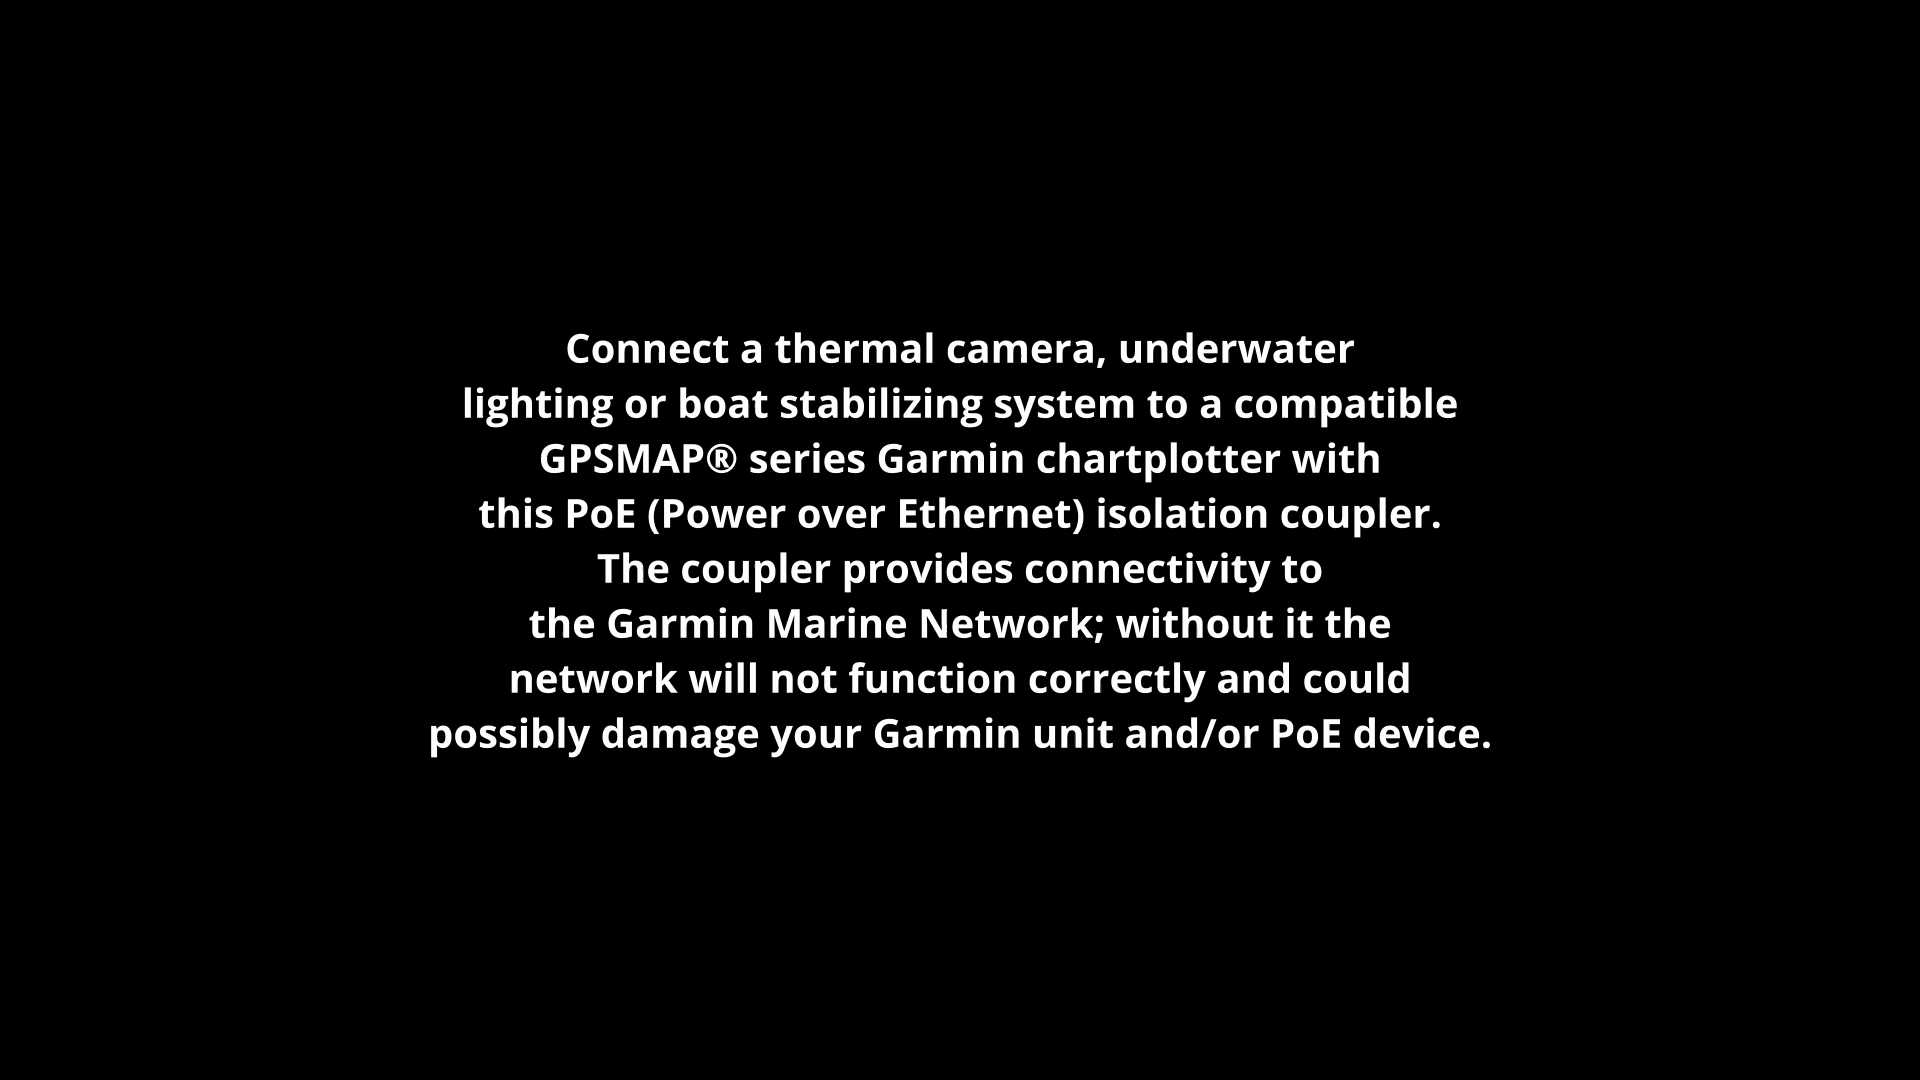 Connect a thermal camera, underwater
lighting or boat stabilizing system to a compatible
GPSMAP® series Garmin chartplotter with
this PoE (Power over Ethernet) isolation coupler.
The coupler provides connectivity to
the Garmin Marine Network; without it the
network will not function correctly and could
possibly damage your Garmin unit and/or PoE device.